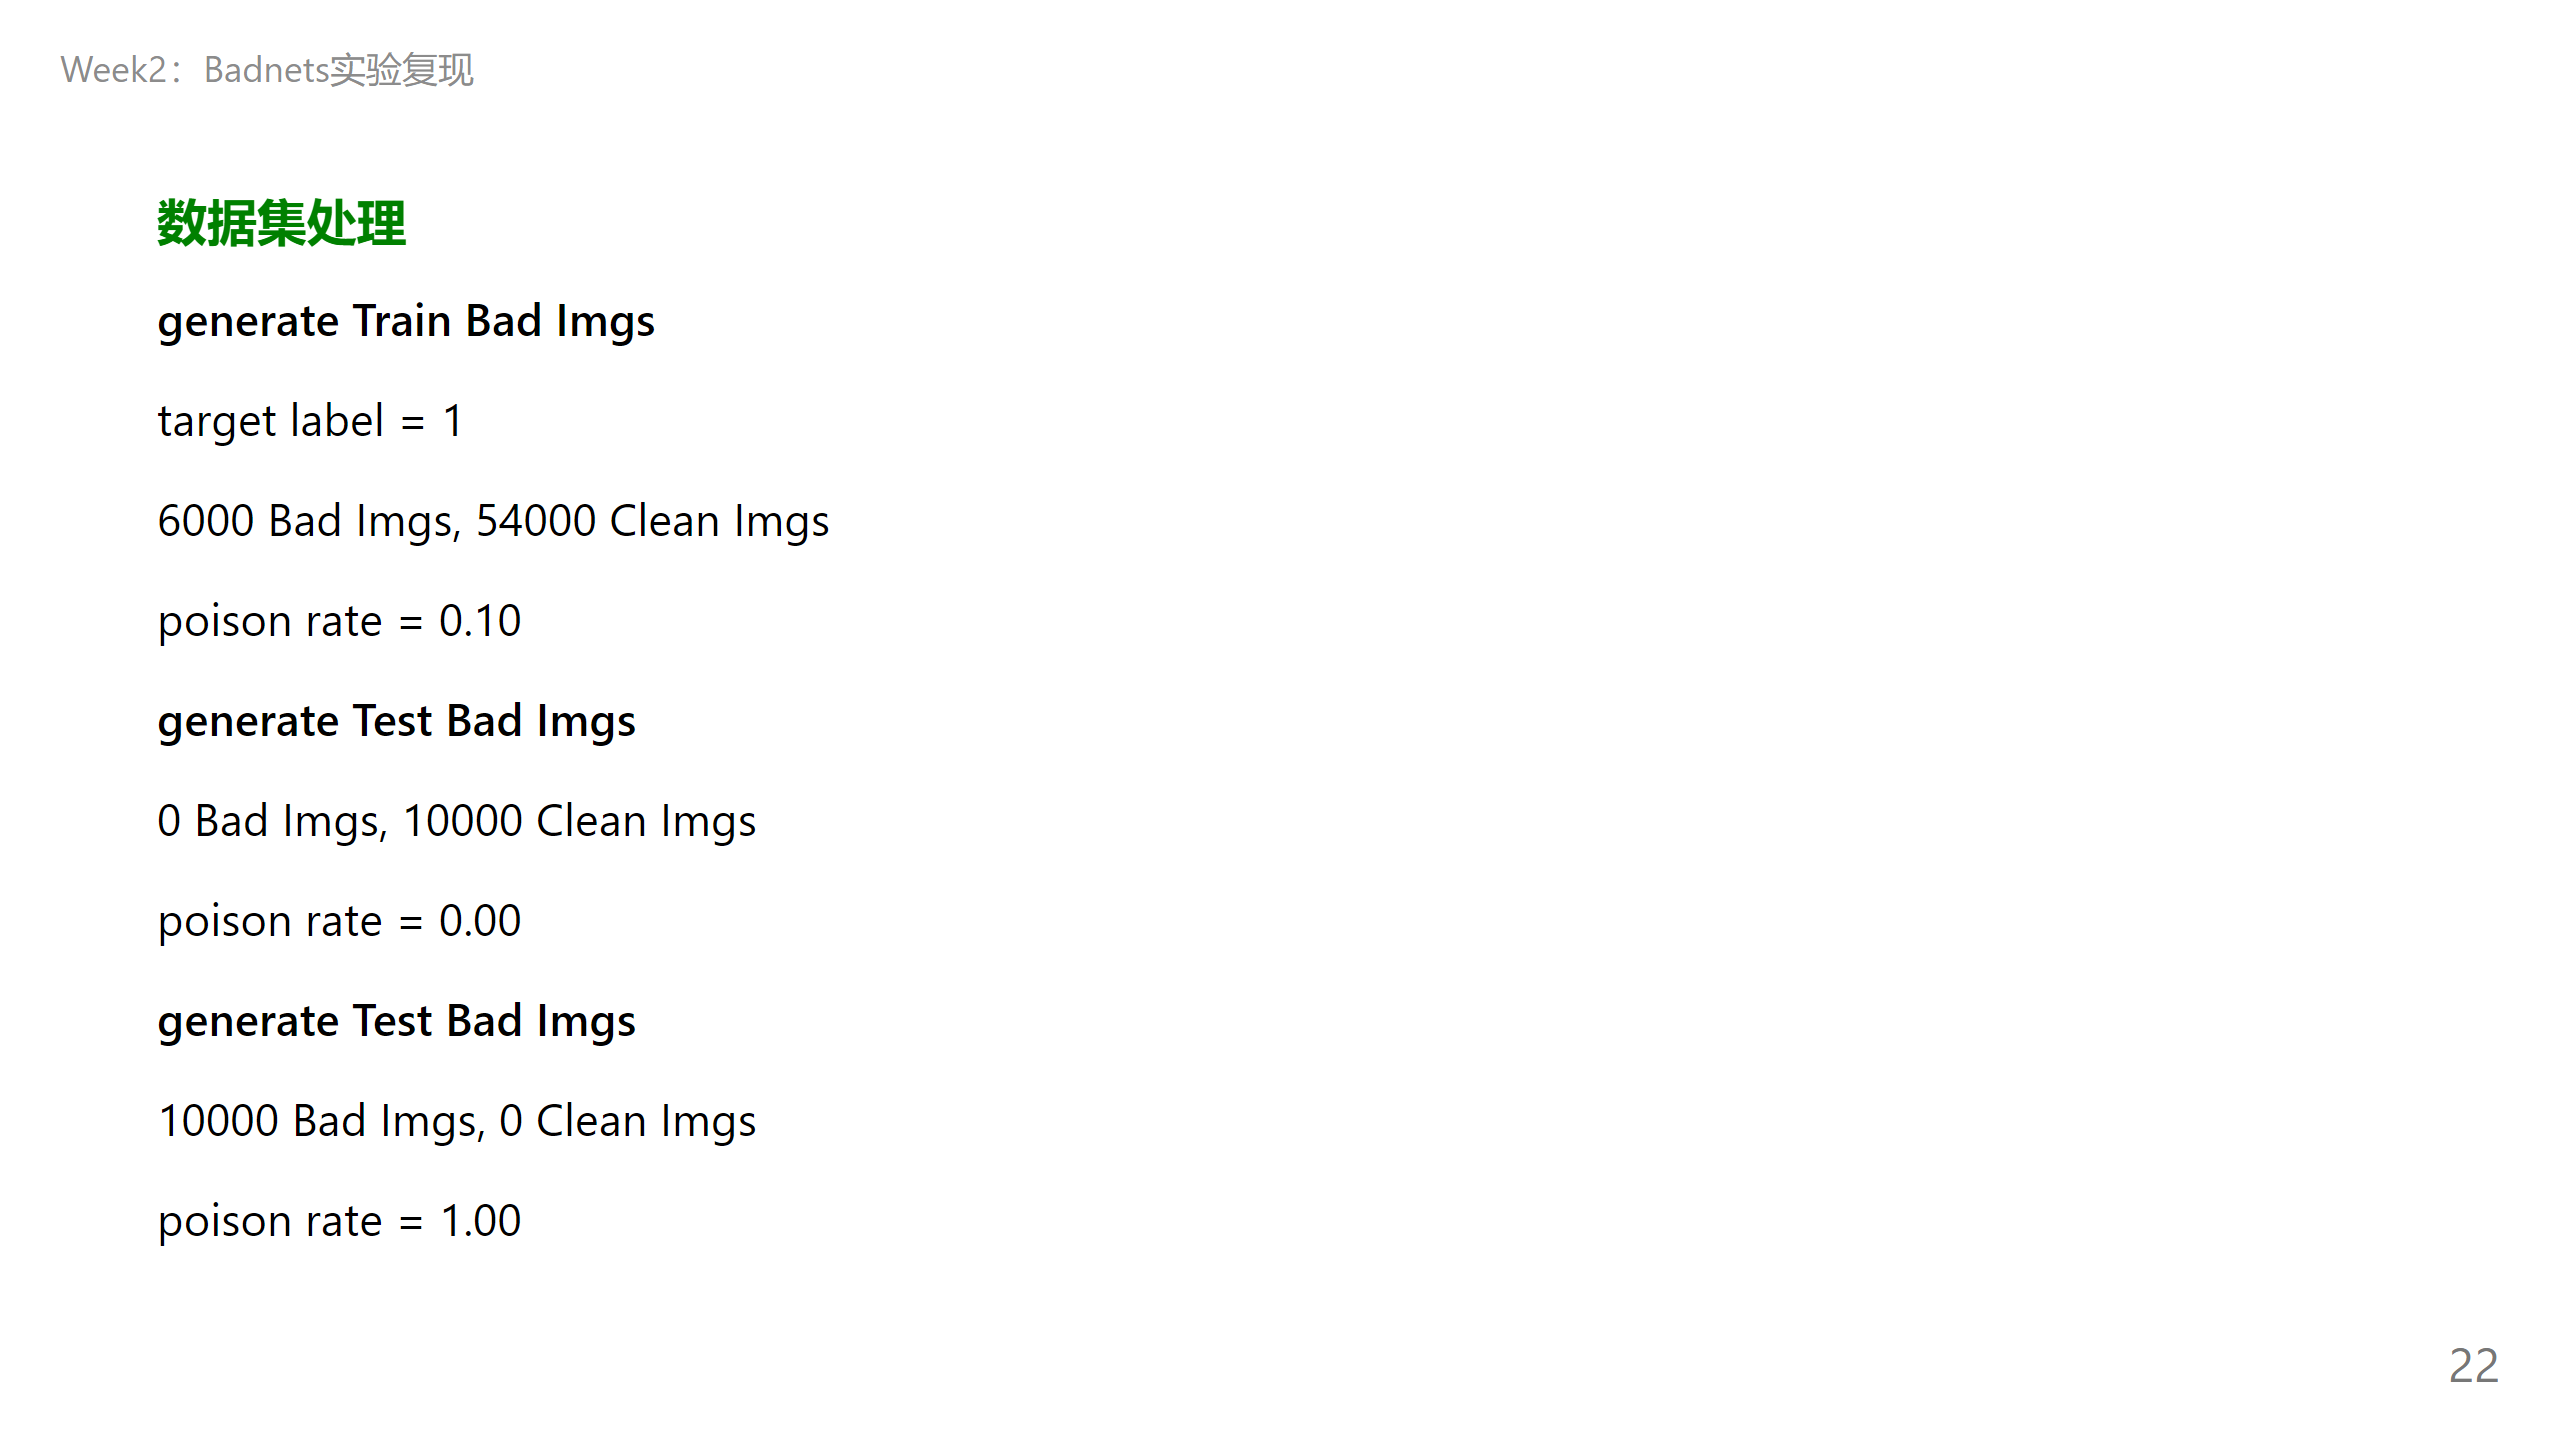 Week2：Badnets实验复现
数据集处理
generate Train Bad Imgs
target label = 1
6000 Bad Imgs, 54000 Clean Imgs
poison rate = 0.10
generate Test Bad Imgs
0 Bad Imgs, 10000 Clean Imgs
poison rate = 0.00
generate Test Bad Imgs
10000 Bad Imgs, 0 Clean Imgs
poison rate = 1.00
22